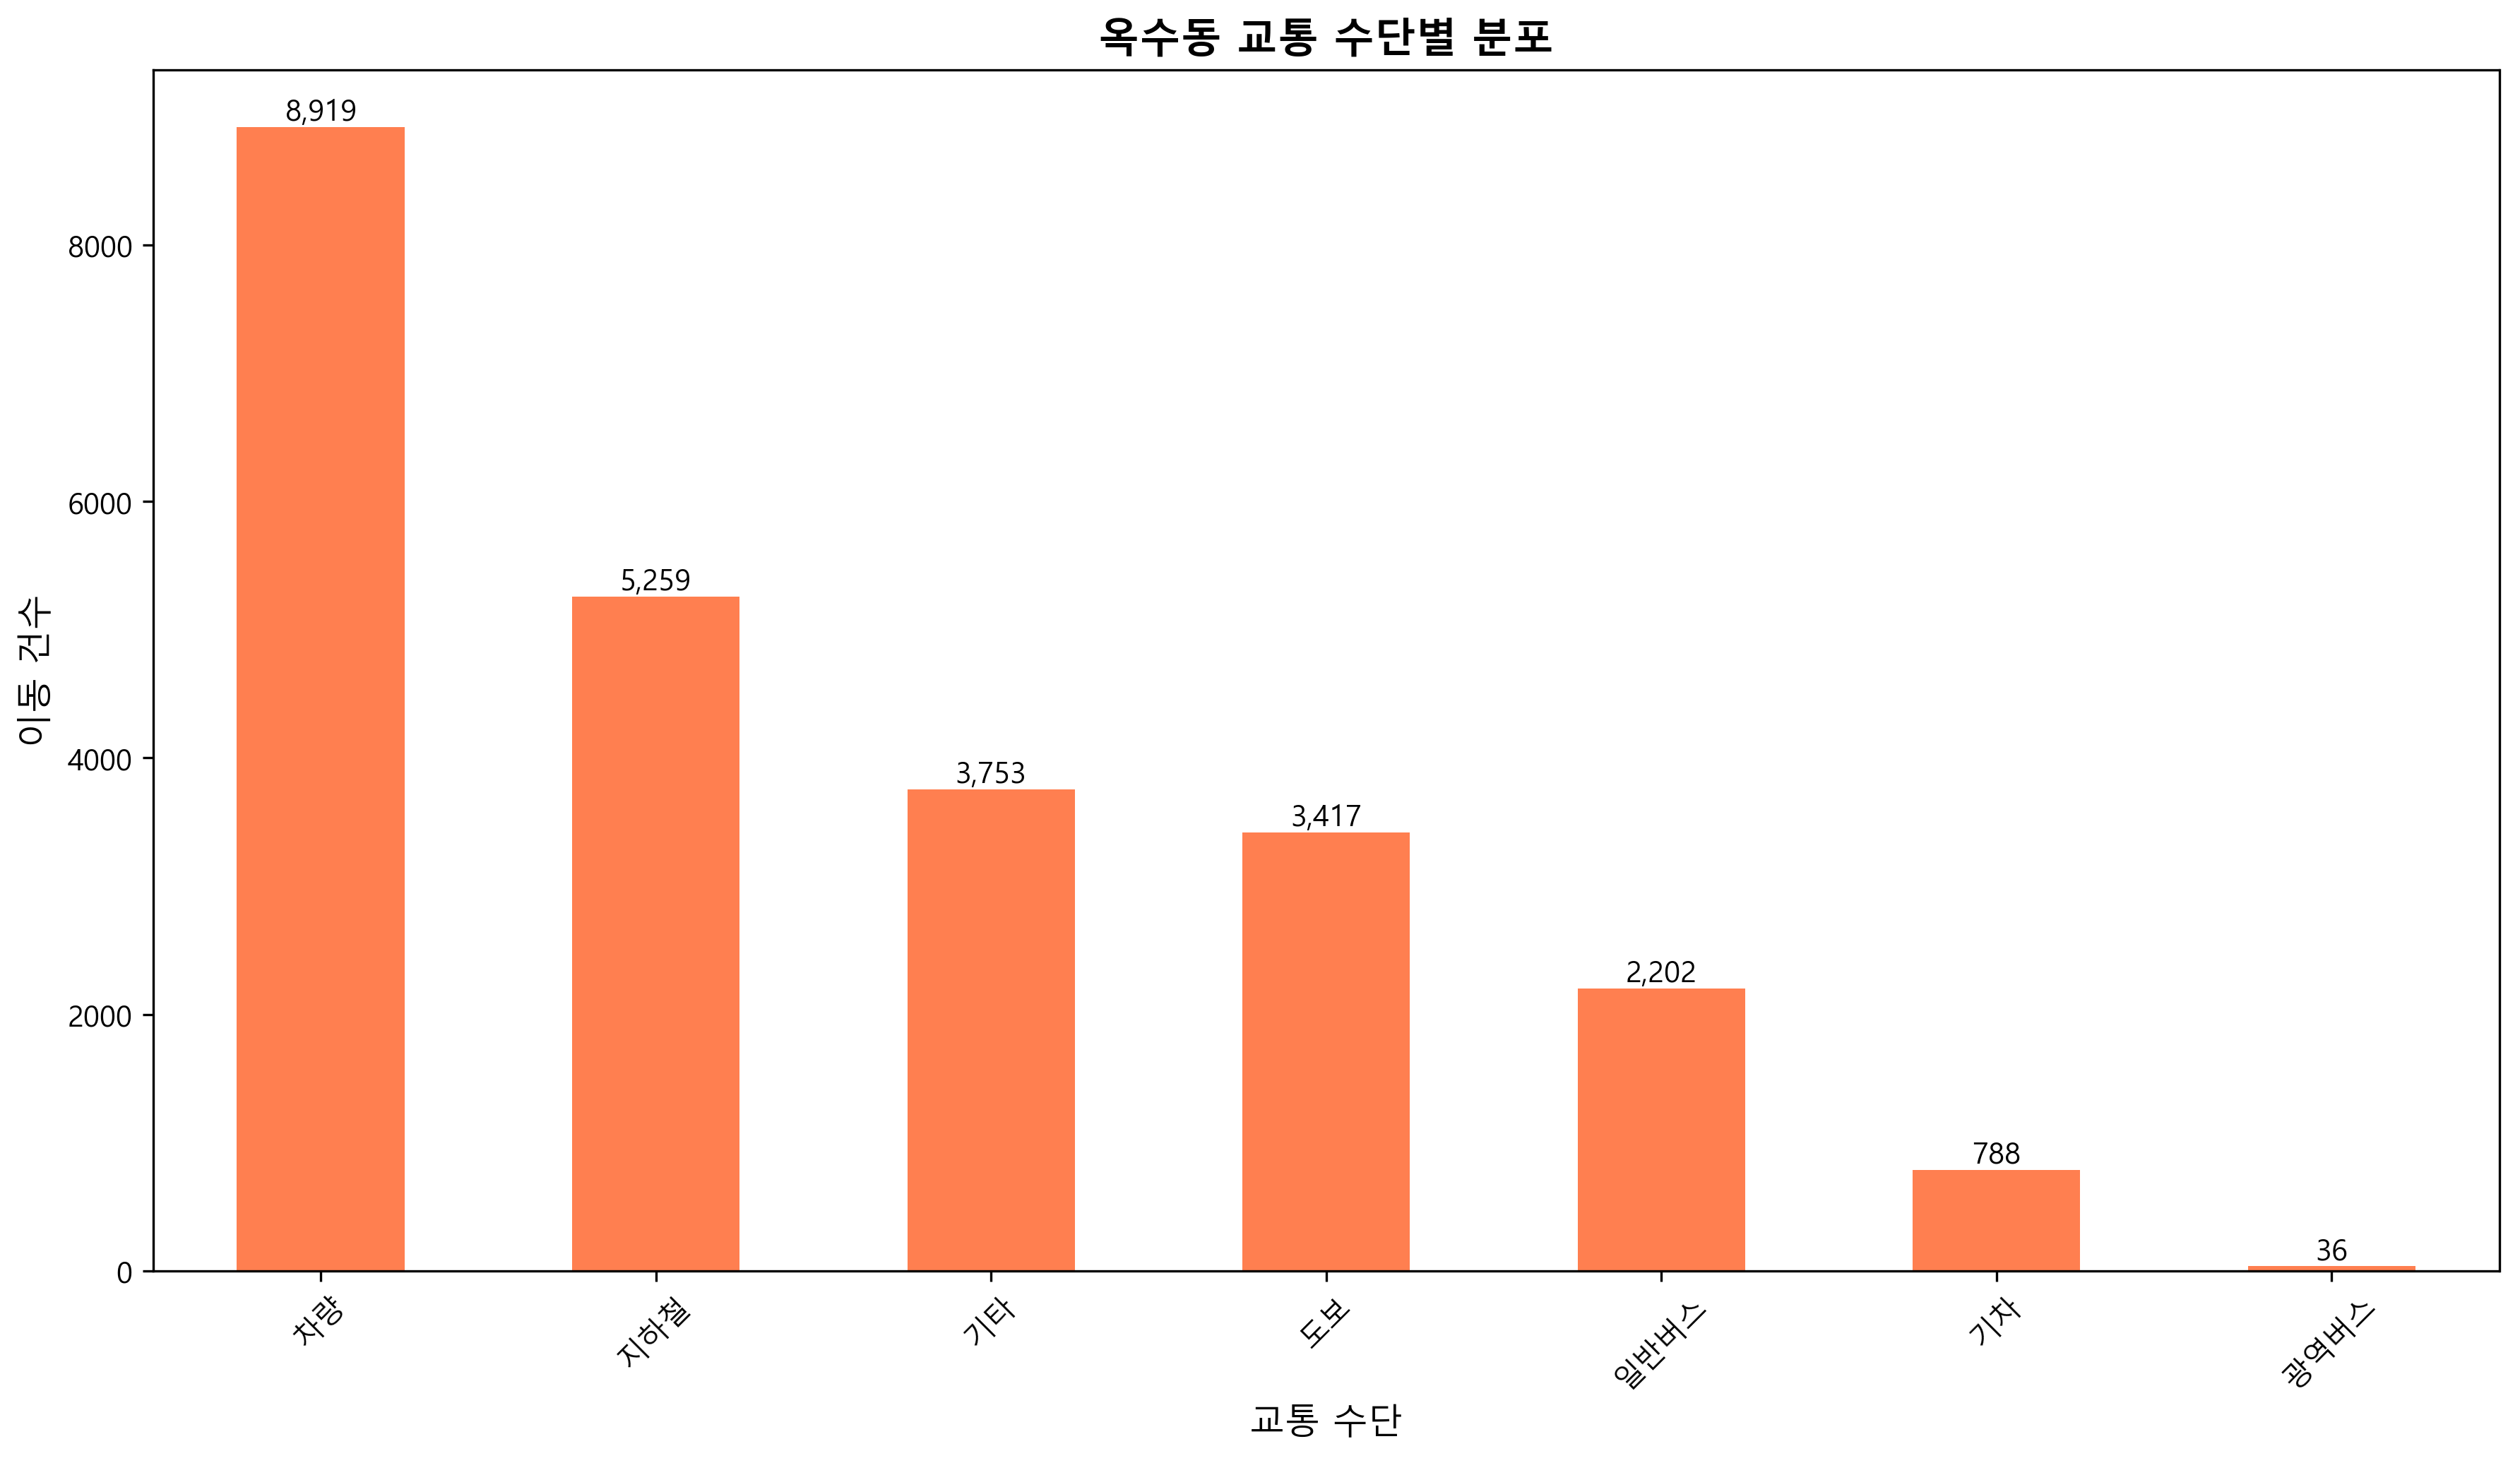 옥수동 교통 수단별 분포
8,919
5,259
3,753
3,417
2,202
788
36
8000
6000
4000
2000
0
이동 건수
차량
지하철
기타
도보
일반버스
기차
광역버스
교통 수단